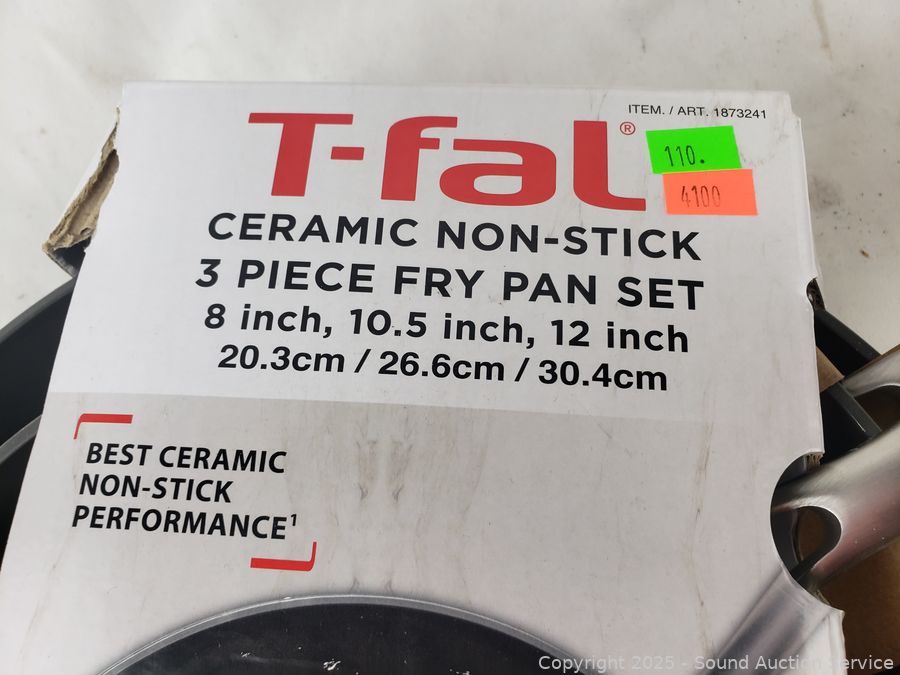 ITEM. / ART. 1873241
T-fal®
110.
4100
CERAMIC NON-STICK
3 PIECE FRY PAN SET
8 inch, 10.5 inch, 12 inch
20.3cm / 26.6cm / 30.4cm
BEST CERAMIC
NON-STICK
PERFORMANCE¹
Copyright 2025 - Sound Auction Service